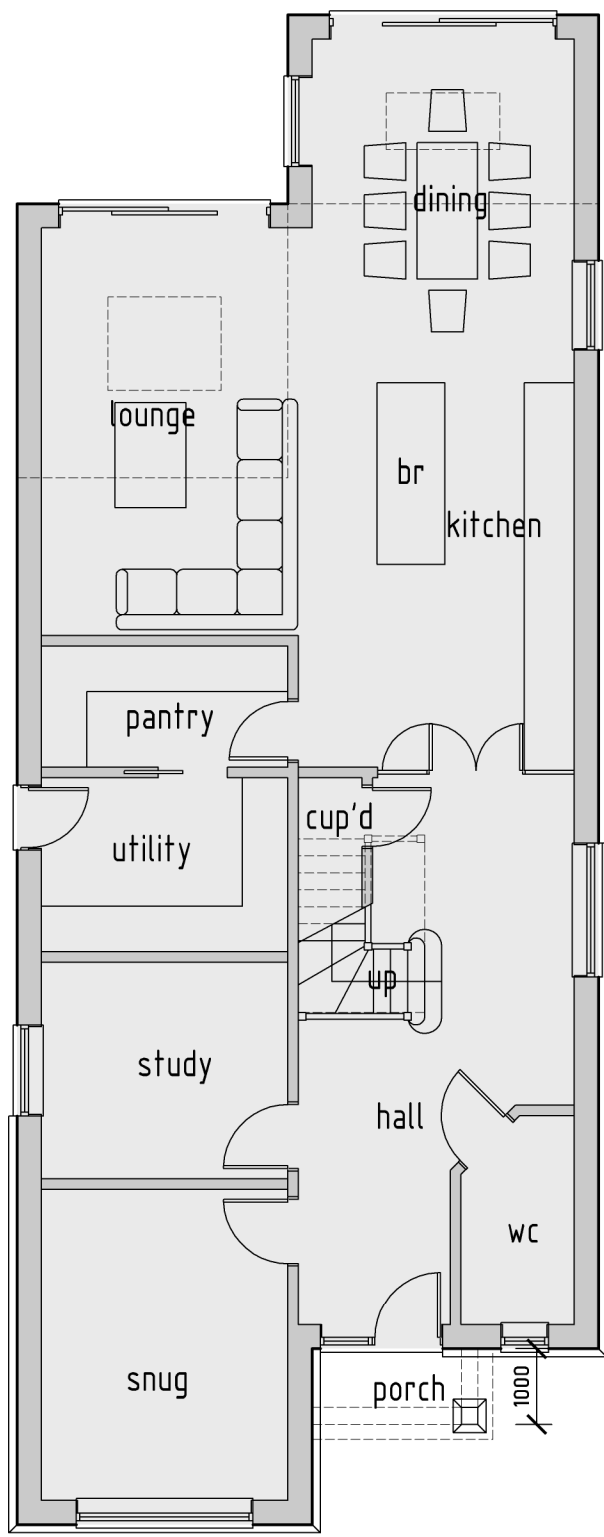 dining
lounge
br
kitchen
pantry
cup'd
utility
up
study
hall
wc
snug
porch
1000